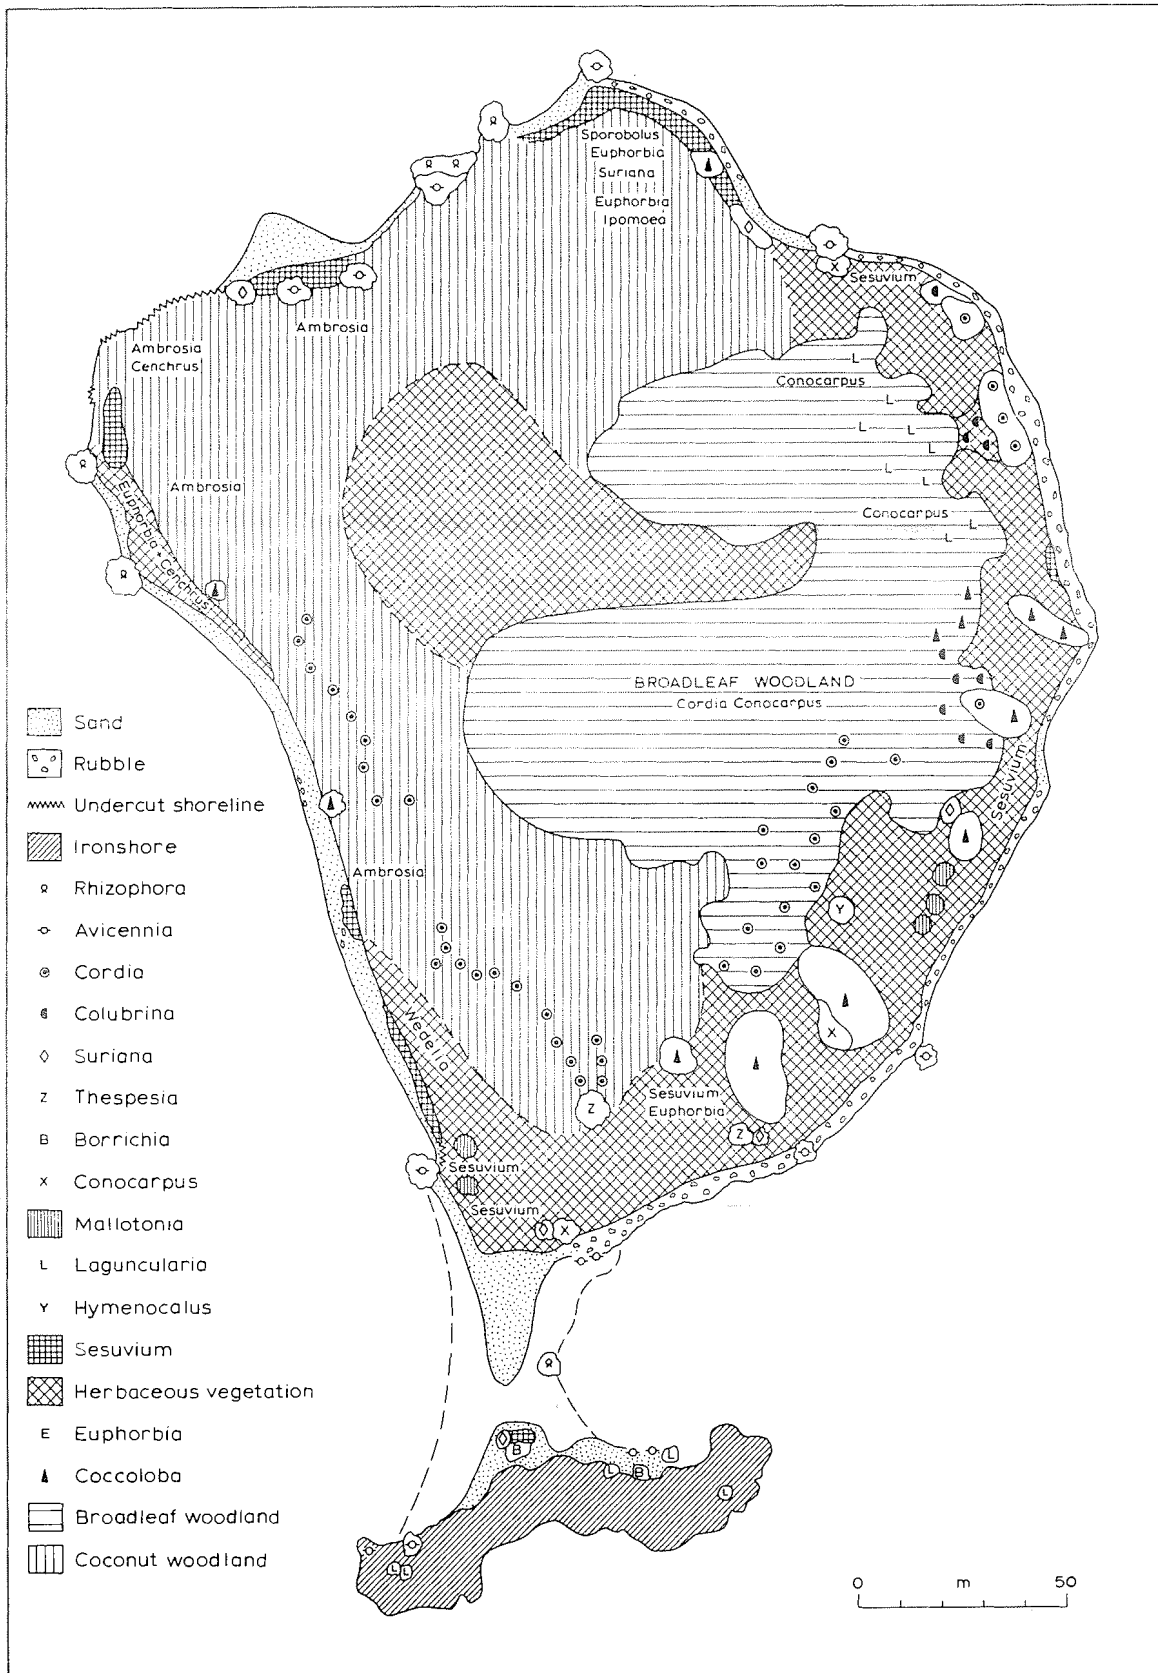 Sporobolus
Euphorbia
Suriana
Euphorbia
Ipomoea
Sesuvium
Ambrosia
Ambrosia
Cenchrus
Conocarpus
L
L
L
L
L
L
L
Ambrosia
Conocarpus
L
L
Euphorbia + Cenchrus
BROADLEAF WOODLAND
Cordia Conocarpus
Sesuvium
Ambrosia
Y
Wedelia
X
X
Z
Sesuvium
Euphorbia
Z
Sesuvium
Sesuvium
X
B
L
L
B
L
L L
Sand
Rubble
Undercut shoreline
Ironshore
Rhizophora
Avicennia
Cordia
Colubrina
Suriana
Z Thespesia
B Borrichia
X Conocarpus
Mallotonia
L Laguncularia
Y Hymenocalus
Sesuvium
Herbaceous vegetation
E Euphorbia
Coccoloba
Broadleaf woodland
Coconut woodland
0 m 50